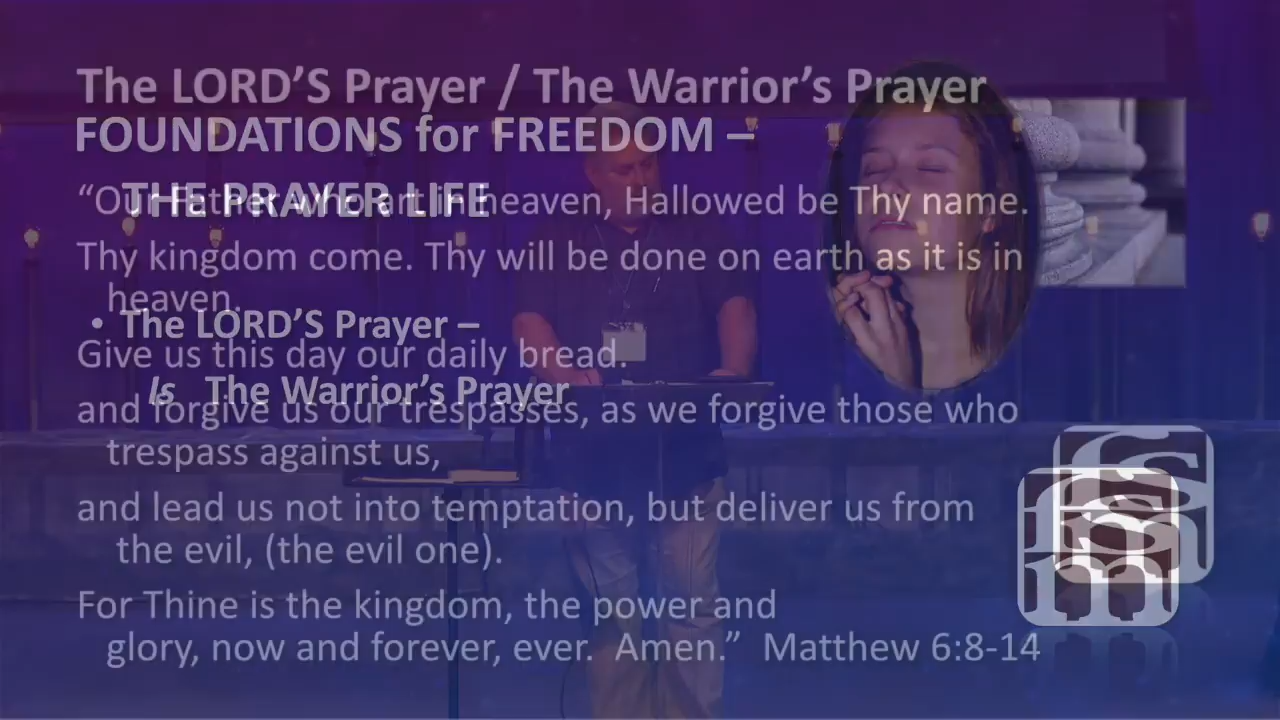 The LORD'S Prayer / The Warrior's Prayer
FOUNDATIONS for FREEDOM –
THE PRAYER LIFE
“Our Father who art in heaven, Hallowed be Thy name.
Thy kingdom come. Thy will be done on earth as it is in
heaven.
• The LORD'S Prayer –
Give us this day our daily bread.
Is The Warrior's Prayer
and forgive us our trespasses, as we forgive those who
trespass against us,
and lead us not into temptation, but deliver us from
the evil, (the evil one).
For Thine is the kingdom, the power and
glory, now and forever, ever. Amen.” Matthew 6:8-14